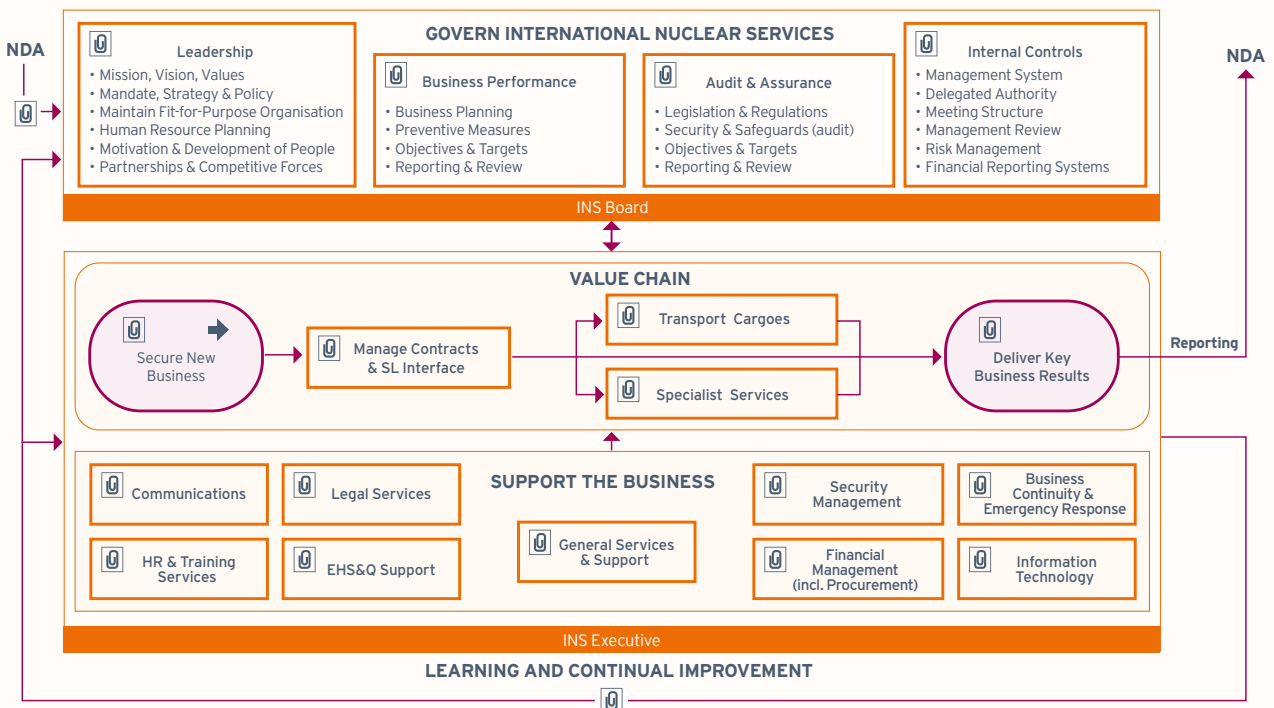 GOVERN INTERNATIONAL NUCLEAR SERVICES
NDA
Leadership
• Mission, Vision, Values
• Mandate, Strategy & Policy
• Maintain Fit-for-Purpose Organisation
• Human Resource Planning
• Motivation & Development of People
• Partnerships & Competitive Forces
Business Performance
• Business Planning
• Preventive Measures
• Objectives & Targets
• Reporting & Review
Audit & Assurance
• Legislation & Regulations
• Security & Safeguards (audit)
• Objectives & Targets
• Reporting & Review
Internal Controls
• Management System
• Delegated Authority
• Meeting Structure
• Management Review
• Risk Management
• Financial Reporting Systems
NDA
INS Board
VALUE CHAIN
Secure New
Business
Manage Contracts
& SL Interface
Transport Cargoes
Specialist Services
Deliver Key
Business Results
Reporting
SUPPORT THE BUSINESS
Communications
Legal Services
HR & Training
Services
EHS&Q Support
General Services
& Support
Security
Management
Business
Continuity &
Emergency Response
Financial
Management
(incl. Procurement)
Information
Technology
INS Executive
LEARNING AND CONTINUAL IMPROVEMENT